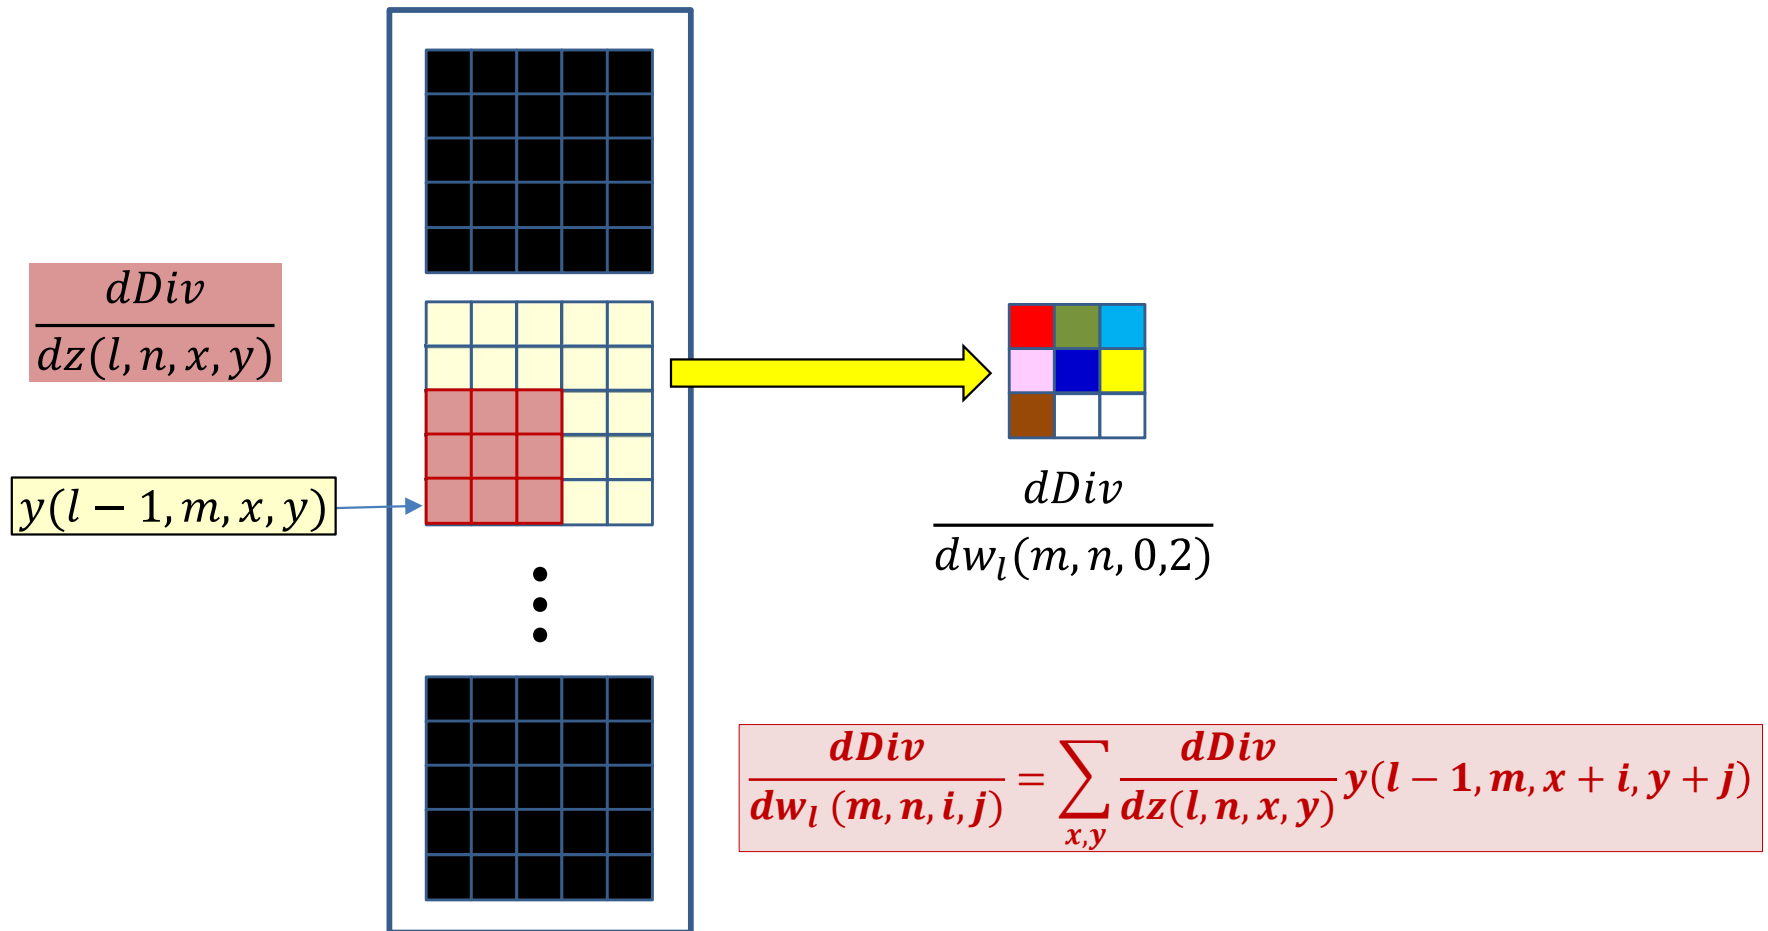 dDiv
dz(l, n, x, y)
y(l − 1, m, x, y)
dDiv
dw_l(m, n, 0,2)
dDiv/dw_l (m, n, i, j) = ∑_{x,y} dDiv/dz(l, n, x, y) y(l − 1, m, x + i, y + j)